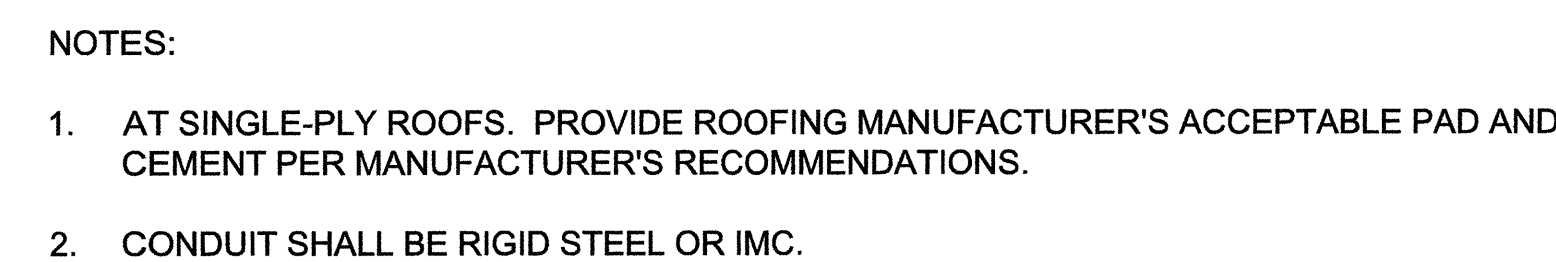 NOTES:
1. AT SINGLE-PLY ROOFS. PROVIDE ROOFING MANUFACTURER'S ACCEPTABLE PAD AND
CEMENT PER MANUFACTURER'S RECOMMENDATIONS.
2. CONDUIT SHALL BE RIGID STEEL OR IMC.